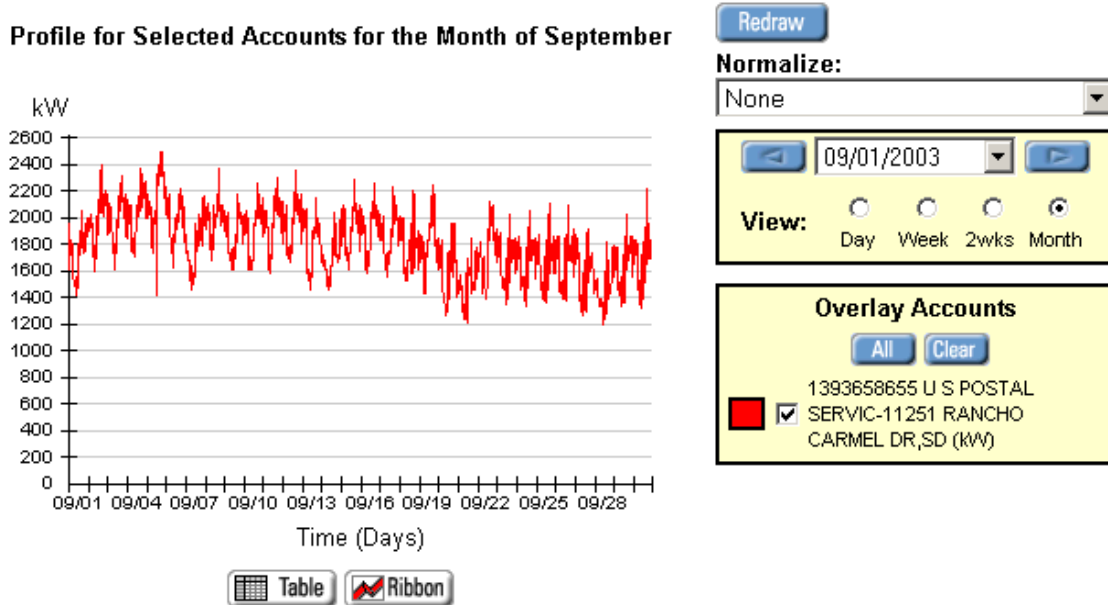 Profile for Selected Accounts for the Month of September
kW
2600
2400
2200
2000
1800
1600
1400
1200
1000
800
600
400
200
0
09/01 09/04 09/07 09/10 09/13 09/16 09/19 09/22 09/25 09/28
Time (Days)
Table Ribbon
Redraw
Normalize:
None
09/01/2003
View:
Day Week 2wks Month
Overlay Accounts
All Clear
1393658655 U S POSTAL
SERVIC-11251 RANCHO
CARMEL DR,SD (kW)